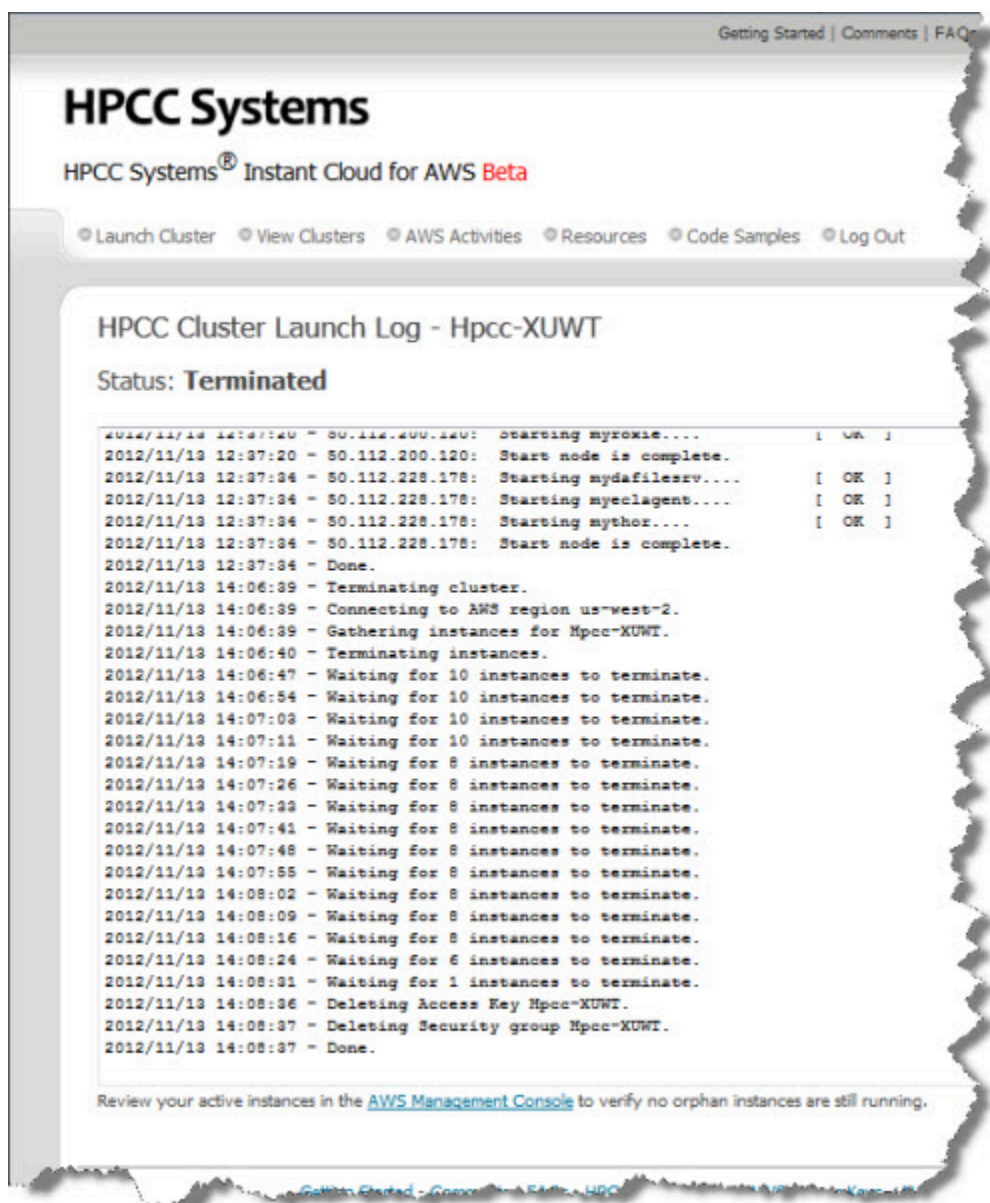 Getting Started | Comments | FAQs
HPCC Systems
HPCC Systems® Instant Cloud for AWS Beta
Launch Cluster View Clusters AWS Activities Resources Code Samples Log Out
HPCC Cluster Launch Log - Hpcc-XUWT
Status: Terminated
2012/11/13 12:37:20 - 50.112.200.120: Starting myroxie.... [ OK ]
2012/11/13 12:37:20 - 50.112.200.120: Start node is complete.
2012/11/13 12:37:34 - 50.112.228.178: Starting mydafilesrv.... [ OK ]
2012/11/13 12:37:34 - 50.112.228.178: Starting myeclagent.... [ OK ]
2012/11/13 12:37:34 - 50.112.228.178: Starting mythor.... [ OK ]
2012/11/13 12:37:34 - 50.112.228.178: Start node is complete.
2012/11/13 12:37:34 - Done.
2012/11/13 14:06:39 - Terminating cluster.
2012/11/13 14:06:39 - Connecting to AWS region us-west-2.
2012/11/13 14:06:39 - Gathering instances for Hpcc-XUWT.
2012/11/13 14:06:40 - Terminating instances.
2012/11/13 14:06:47 - Waiting for 10 instances to terminate.
2012/11/13 14:06:54 - Waiting for 10 instances to terminate.
2012/11/13 14:07:03 - Waiting for 10 instances to terminate.
2012/11/13 14:07:11 - Waiting for 10 instances to terminate.
2012/11/13 14:07:19 - Waiting for 8 instances to terminate.
2012/11/13 14:07:26 - Waiting for 8 instances to terminate.
2012/11/13 14:07:33 - Waiting for 8 instances to terminate.
2012/11/13 14:07:41 - Waiting for 8 instances to terminate.
2012/11/13 14:07:48 - Waiting for 8 instances to terminate.
2012/11/13 14:07:55 - Waiting for 8 instances to terminate.
2012/11/13 14:08:02 - Waiting for 8 instances to terminate.
2012/11/13 14:08:09 - Waiting for 8 instances to terminate.
2012/11/13 14:08:16 - Waiting for 8 instances to terminate.
2012/11/13 14:08:24 - Waiting for 6 instances to terminate.
2012/11/13 14:08:31 - Waiting for 1 instances to terminate.
2012/11/13 14:08:36 - Deleting Access Key Hpcc-XUWT.
2012/11/13 14:08:37 - Deleting Security group Hpcc-XUWT.
2012/11/13 14:08:37 - Done.
Review your active instances in the AWS Management Console to verify no orphan instances are still running.